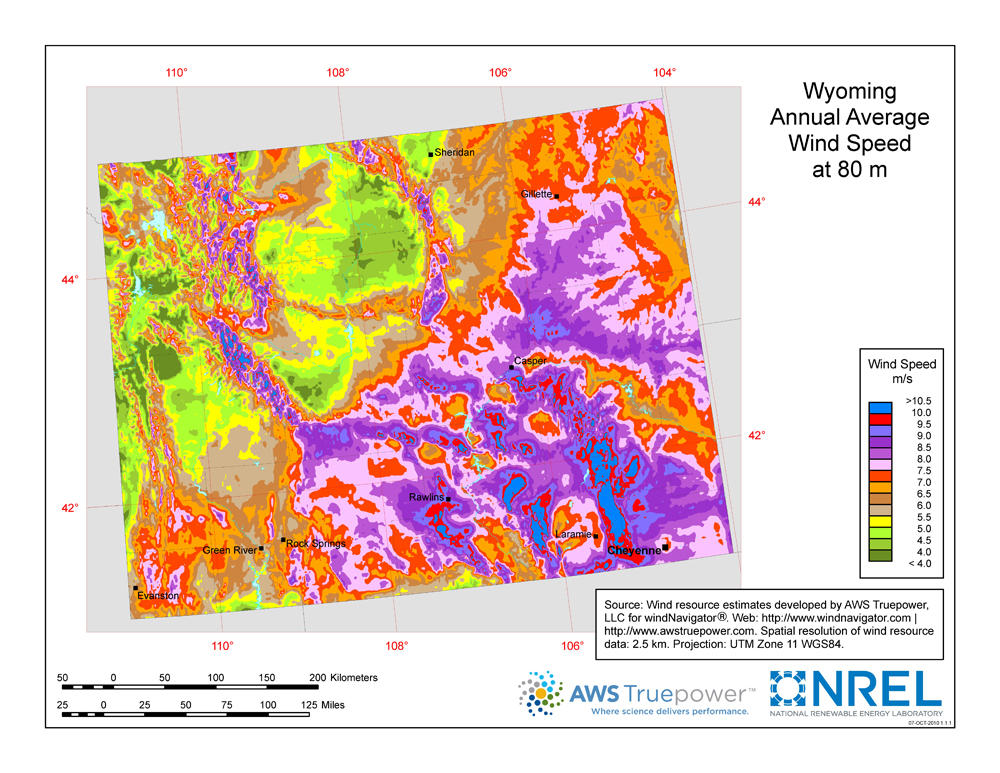 Wyoming
Annual Average
Wind Speed
at 80 m
110°
108°
106°
104°
Sheridan
Gillette
44°
44°
Casper
42°
Rawlins
42°
Laramie
Cheyenne
Green River
Rock Springs
Evanston
110°
108°
106°
Wind Speed
m/s
>10.5
10.0
9.5
9.0
8.5
8.0
7.5
7.0
6.5
6.0
5.5
5.0
4.5
4.0
< 4.0
Source: Wind resource estimates developed by AWS Truepower,
LLC for windNavigator®. Web: http://www.windnavigator.com |
http://www.awstruepower.com. Spatial resolution of wind resource
data: 2.5 km. Projection: UTM Zone 11 WGS84.
50 0 50 100 150 200 Kilometers
25 0 25 50 75 100 125 Miles
AWS Truepower™
Where science delivers performance.
NREL
NATIONAL RENEWABLE ENERGY LABORATORY
07-OCT-2010 1.1.1